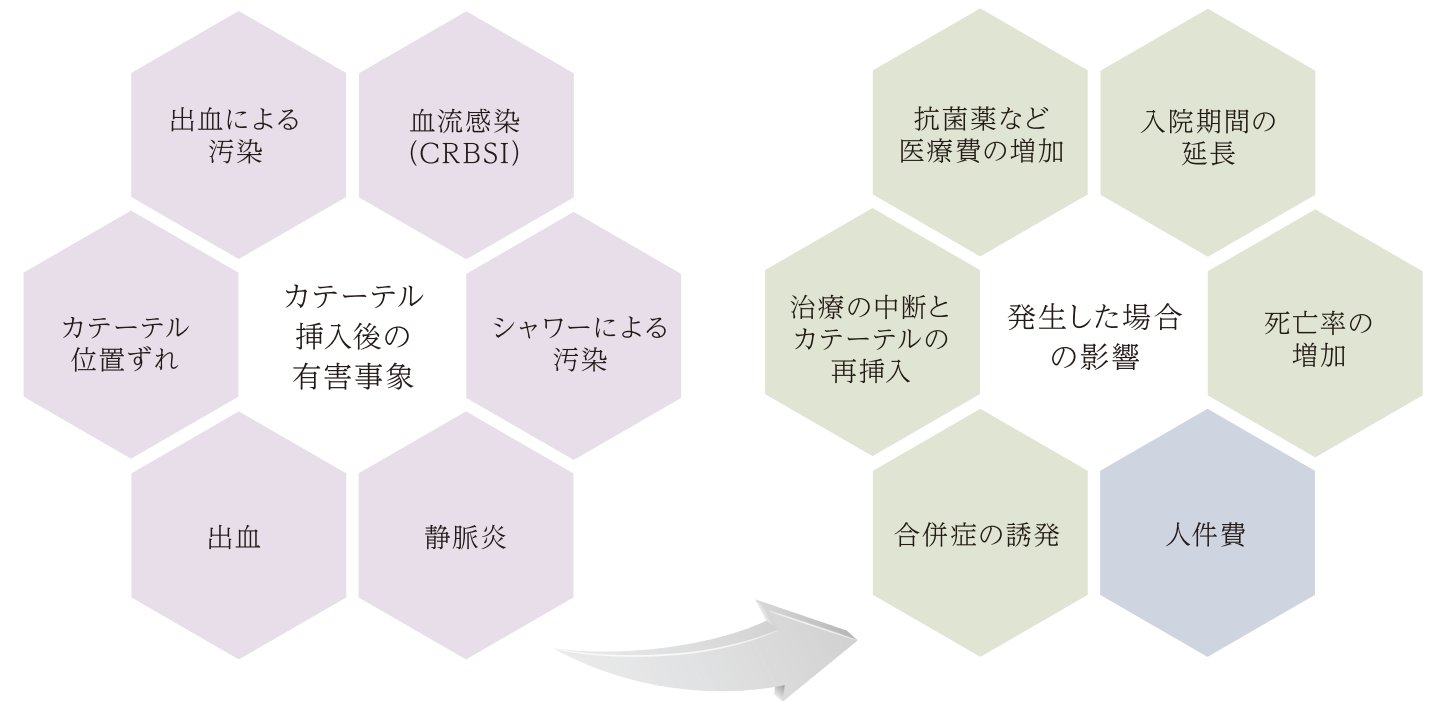 出血による
汚染
血流感染
(CRBSI)
カテーテル
位置ずれ
カテーテル
挿入後の
有害事象
シャワーによる
汚染
出血
静脈炎
抗菌薬など
医療費の増加
入院期間の
延長
治療の中断と
カテーテルの
再挿入
発生した場合
の影響
死亡率の
増加
合併症の誘発
人件費